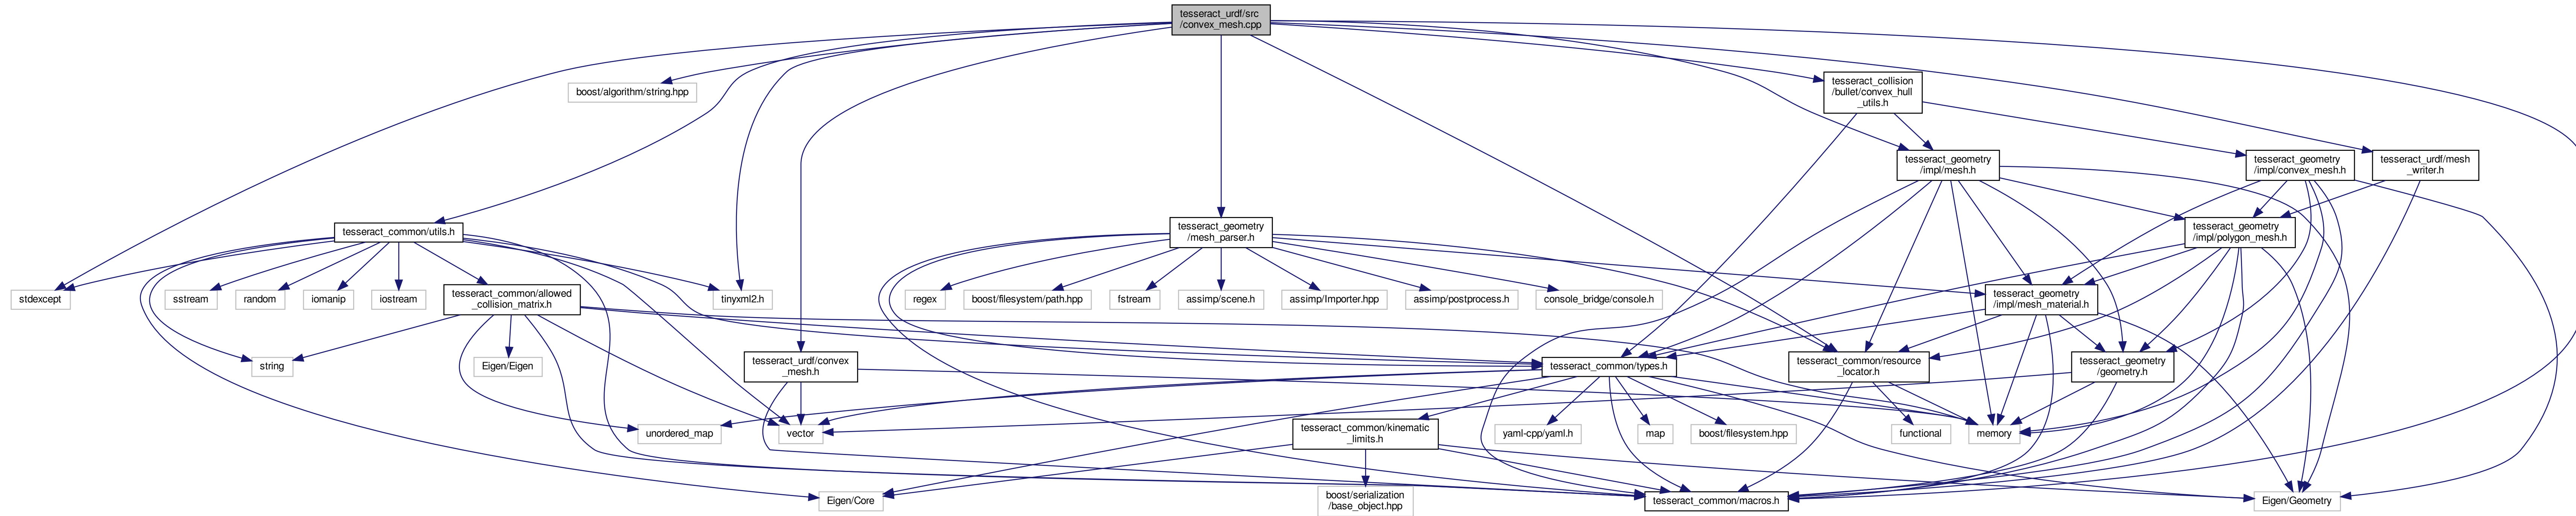 tesseract_urdf/src
/convex_mesh.cpp
boost/algorithm/string.hpp
tesseract_collision
/bullet/convex_hull
_utils.h
tesseract_geometry
/impl/mesh.h
tesseract_geometry
/impl/convex_mesh.h
tesseract_urdf/mesh
_writer.h
tesseract_common/utils.h
tesseract_geometry
/mesh_parser.h
tesseract_geometry
/impl/polygon_mesh.h
stdexcept
sstream
random
iomanip
iostream
tesseract_common/allowed
_collision_matrix.h
tinyxml2.h
regex
boost/filesystem/path.hpp
fstream
assimp/scene.h
assimp/Importer.hpp
assimp/postprocess.h
console_bridge/console.h
tesseract_geometry
/impl/mesh_material.h
string
Eigen/Eigen
tesseract_urdf/convex
_mesh.h
tesseract_common/types.h
tesseract_common/resource
_locator.h
tesseract_geometry
/geometry.h
unordered_map
vector
tesseract_common/kinematic
_limits.h
yaml-cpp/yaml.h
map
boost/filesystem.hpp
functional
memory
Eigen/Core
boost/serialization
/base_object.hpp
tesseract_common/macros.h
Eigen/Geometry